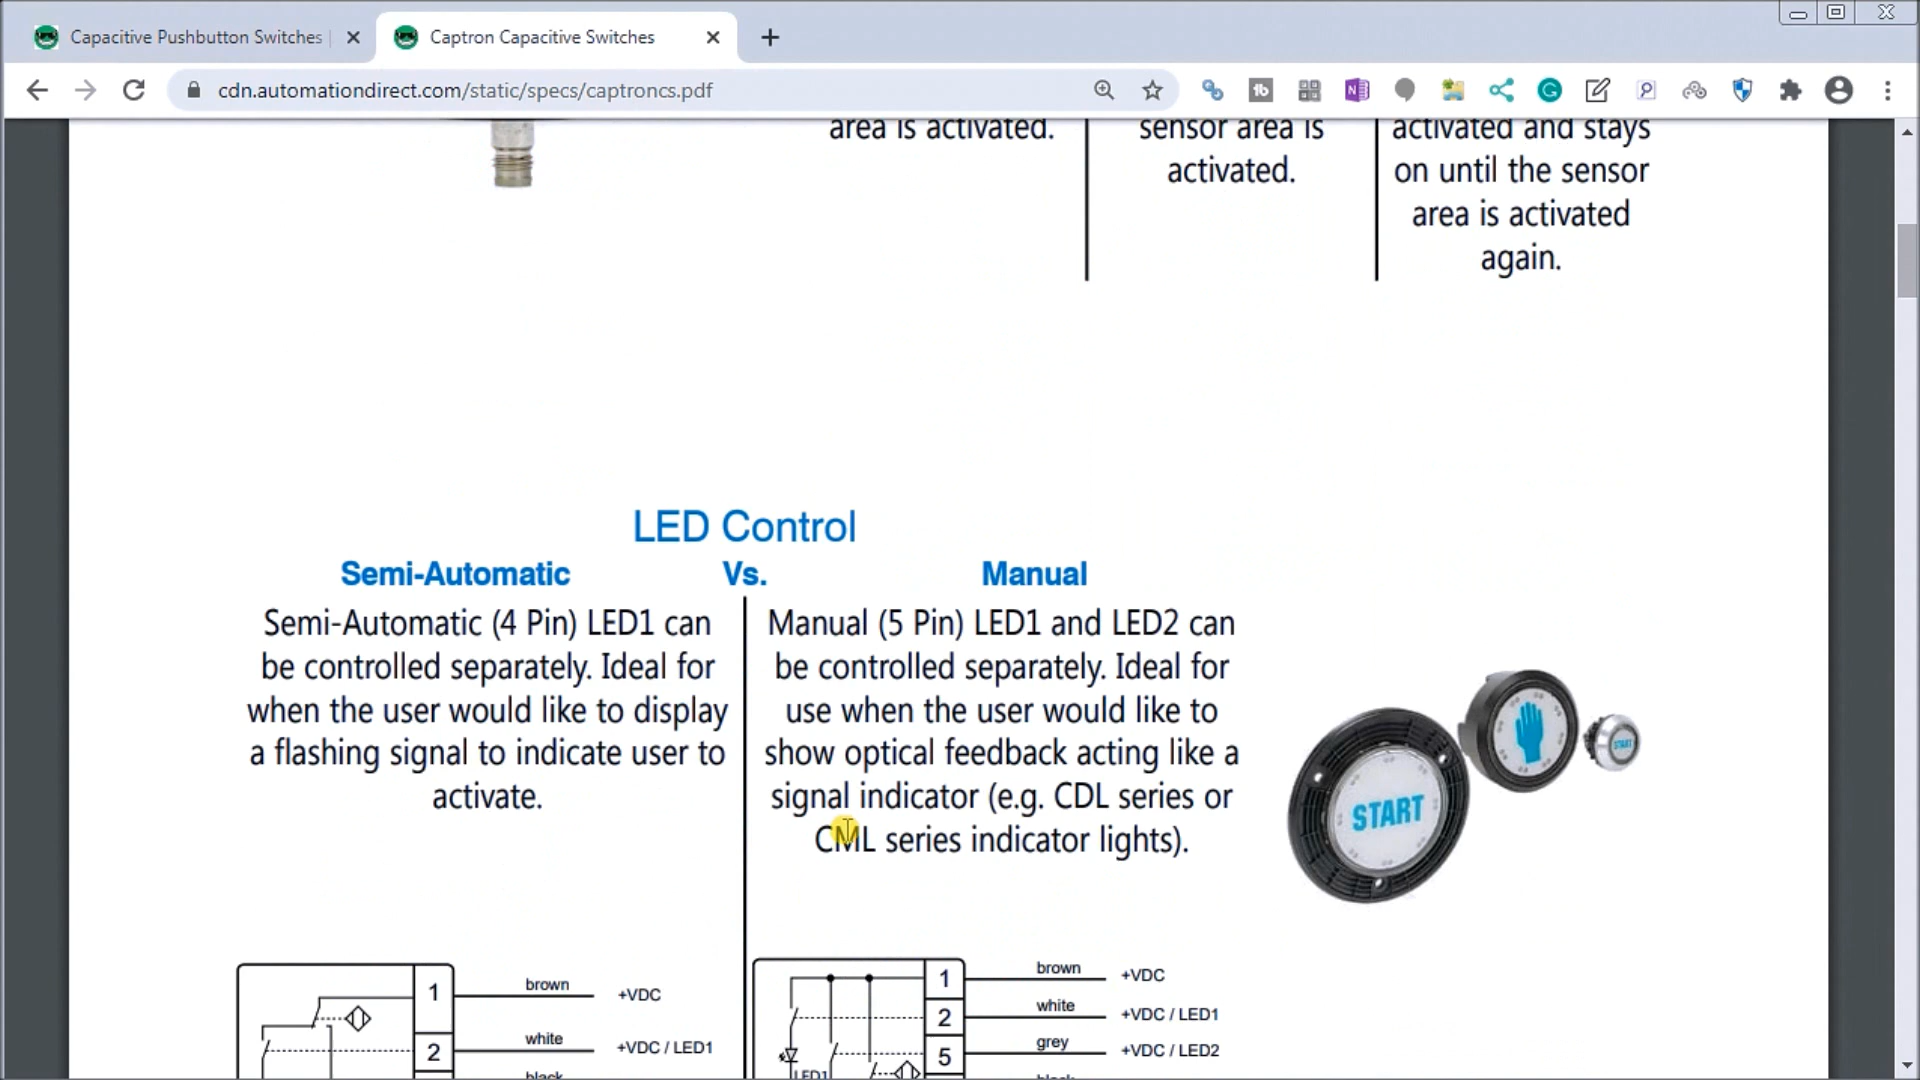 Capacitive Pushbutton Switches |
Captron Capacitive Switches
cdn.automationdirect.com/static/specs/captroncs.pdf
area is activated.
sensor area is
activated.
activated and stays
on until the sensor
area is activated
again.
LED Control
Semi-Automatic
Vs.
Manual
Semi-Automatic (4 Pin) LED1 can
be controlled separately. Ideal for
when the user would like to display
a flashing signal to indicate user to
activate.
Manual (5 Pin) LED1 and LED2 can
be controlled separately. Ideal for
use when the user would like to
show optical feedback acting like a
signal indicator (e.g. CDL series or
CML series indicator lights).
START
START
1 brown +VDC
2 white +VDC / LED1
black
1 brown +VDC
2 white +VDC / LED1
5 grey +VDC / LED2
LED1
black